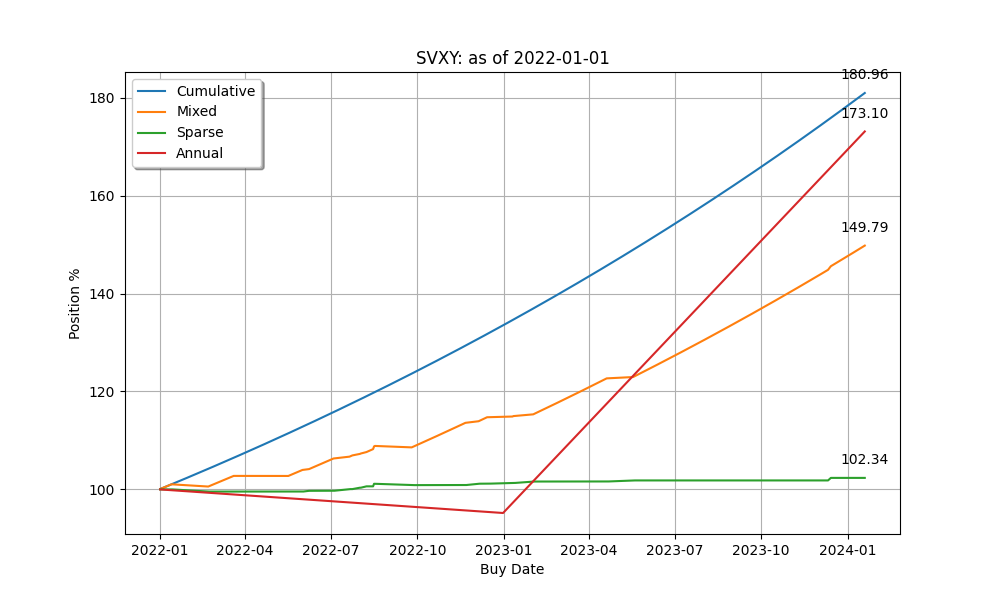 SVXY: as of 2022-01-01
Cumulative
Mixed
Sparse
Annual
180.96
173.10
149.79
102.34
Position %
180
160
140
120
100
2022-01 2022-04 2022-07 2022-10 2023-01 2023-04 2023-07 2023-10 2024-01
Buy Date